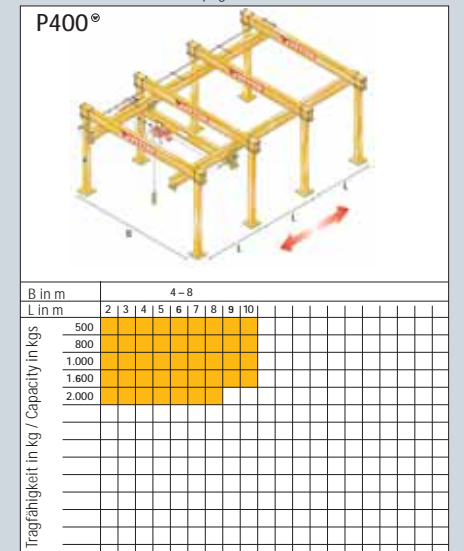 P400®
B
L
L
L
B in m 4 – 8
L in m 2 3 4 5 6 7 8 9 10
Tragfähigkeit in kg / Capacity in kgs
500
800
1.000
1.600
2.000